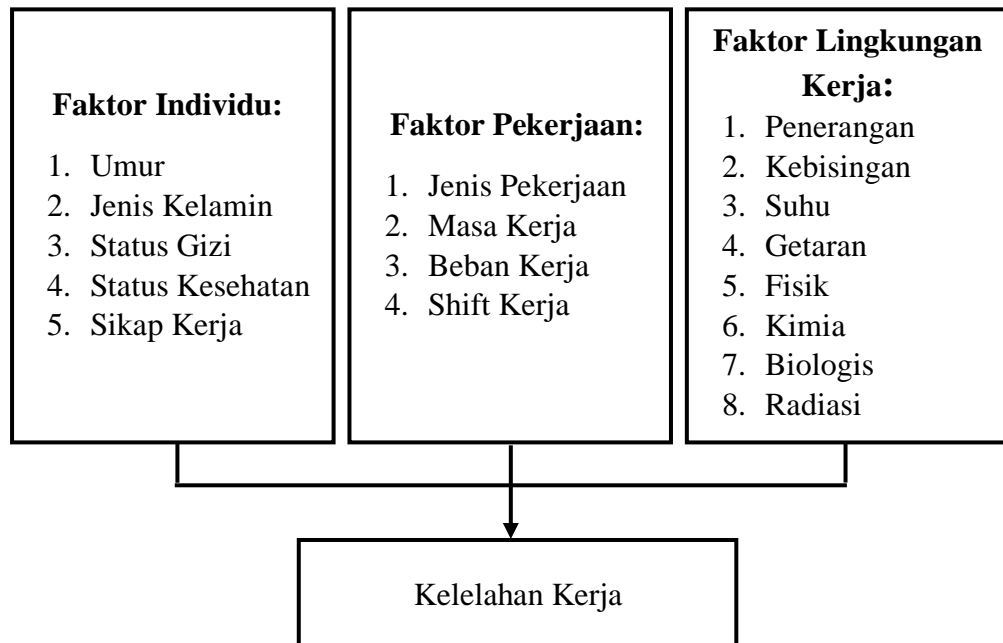 Faktor Individu:
1. Umur
2. Jenis Kelamin
3. Status Gizi
4. Status Kesehatan
5. Sikap Kerja
Faktor Pekerjaan:
1. Jenis Pekerjaan
2. Masa Kerja
3. Beban Kerja
4. Shift Kerja
Faktor Lingkungan
Kerja:
1. Penerangan
2. Kebisingan
3. Suhu
4. Getaran
5. Fisik
6. Kimia
7. Biologis
8. Radiasi
Kelelahan Kerja